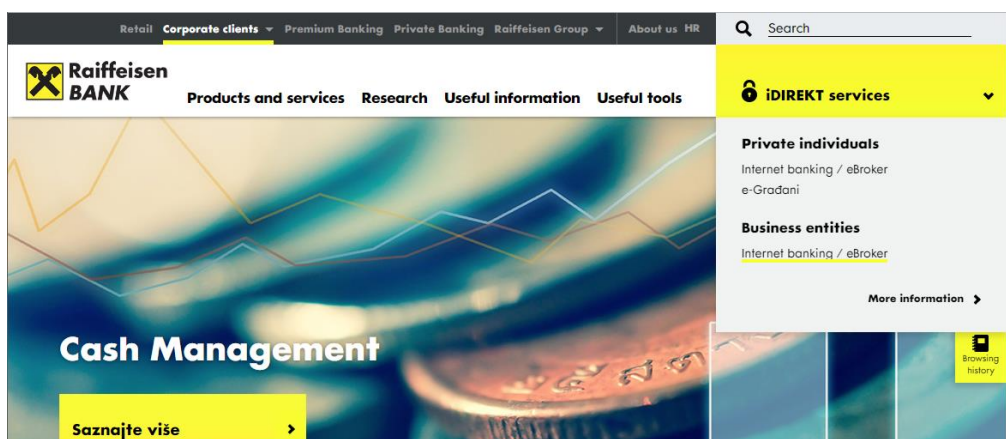 Retail Corporate clients Premium Banking Private Banking Raiffeisen Group About us HR
Search
Raiffeisen
BANK
Products and services Research Useful information Useful tools
iDIREKT services
Private individuals
Internet banking / eBroker
e-Građani
Business entities
Internet banking / eBroker
More information
Browsing
history
Cash Management
Saznajte više